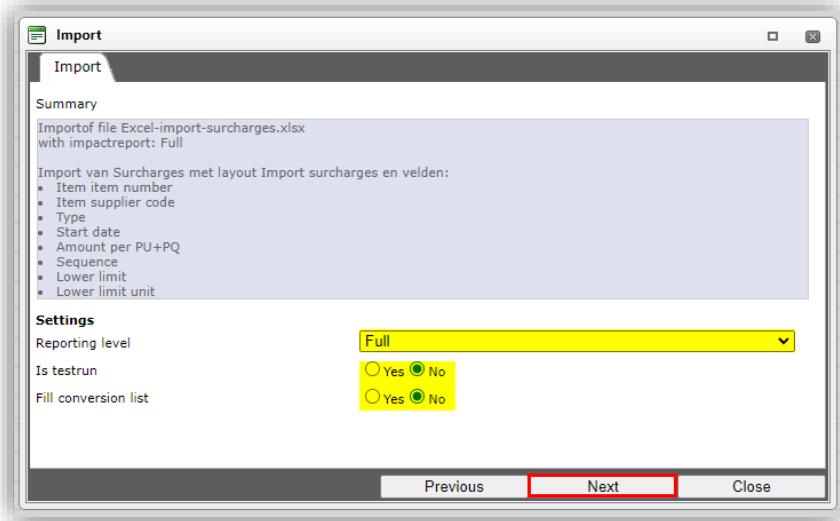 Import
Import
Summary
Importof file Excel-import-surcharges.xlsx
with impactreport: Full
Import van Surcharges met layout Import surcharges en velden:
• Item item number
• Item supplier code
• Type
• Start date
• Amount per PU+PQ
• Sequence
• Lower limit
• Lower limit unit
Settings
Reporting level Full
Is testrun Yes No
Fill conversion list Yes No
Previous Next Close